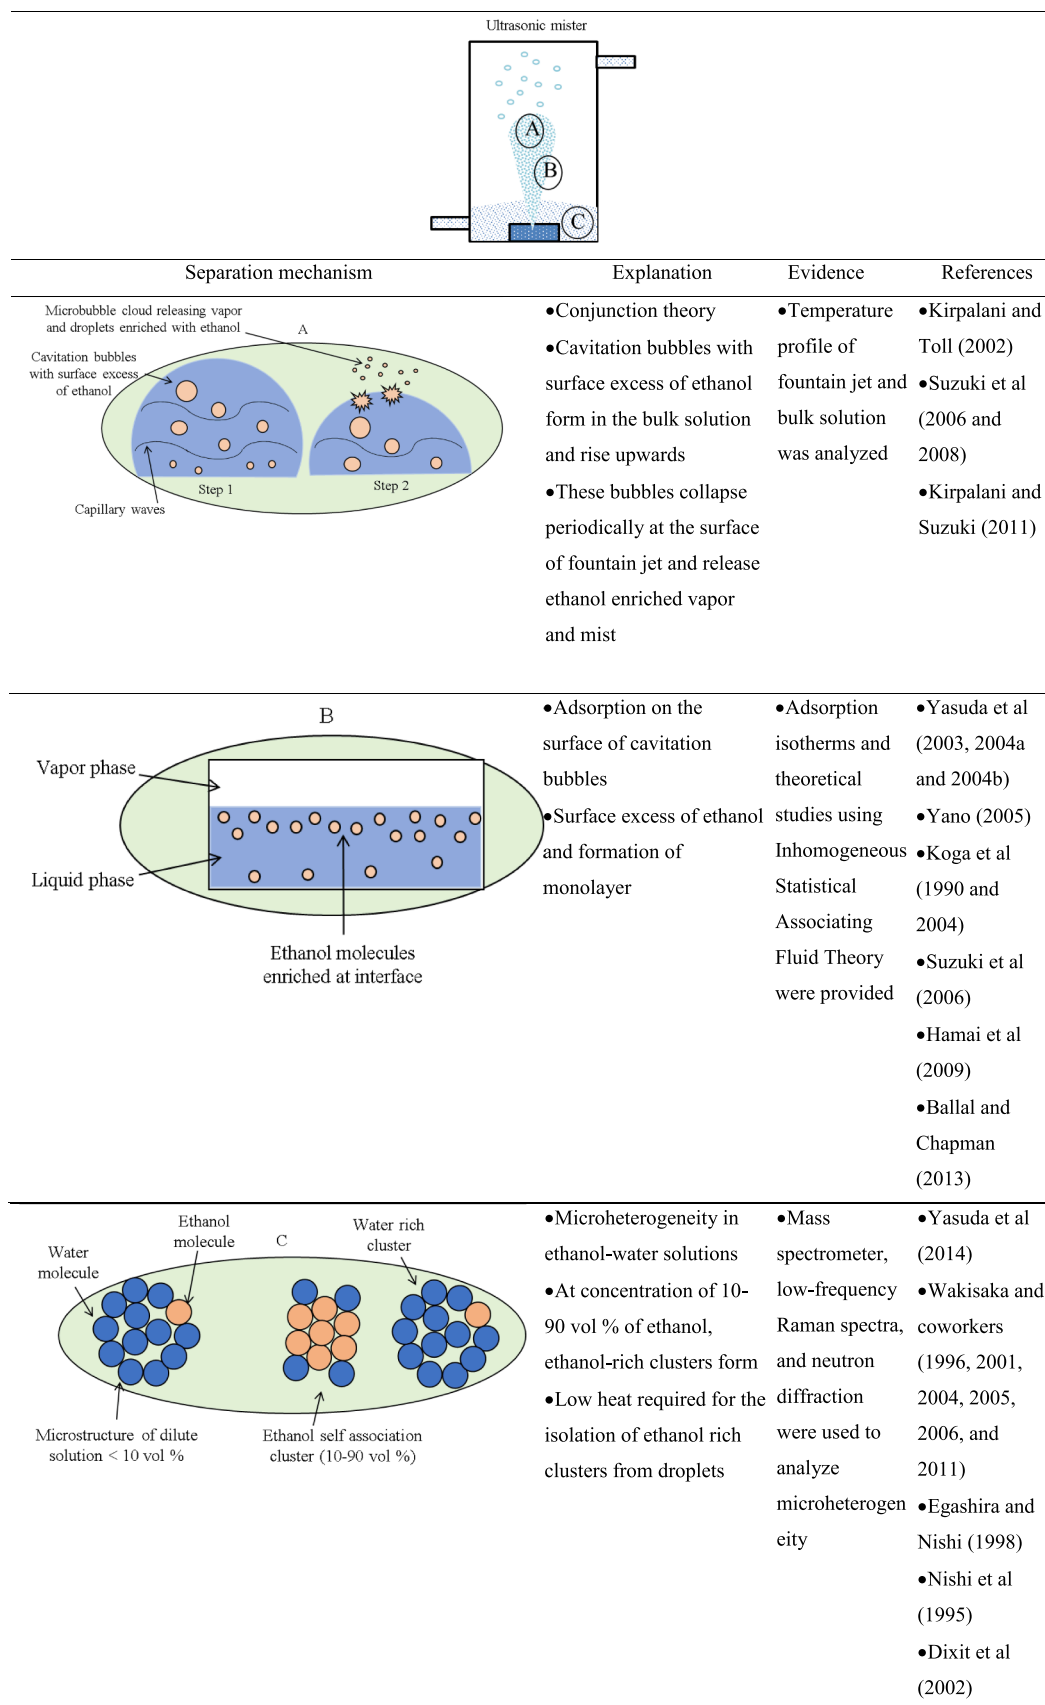 Ultrasonic mister
A
B
C
Separation mechanism
Explanation
Evidence
References
Microbubble cloud releasing vapor
and droplets enriched with ethanol
A
Cavitation bubbles
with surface excess
of ethanol
Step 1
Step 2
Capillary waves
•Conjunction theory
•Cavitation bubbles with
surface excess of ethanol
form in the bulk solution
and rise upwards
•These bubbles collapse
periodically at the surface
of fountain jet and release
ethanol enriched vapor
and mist
•Temperature
profile of
fountain jet and
bulk solution
was analyzed
•Kirpalani and
Toll (2002)
•Suzuki et al
(2006 and
2008)
•Kirpalani and
Suzuki (2011)
B
Vapor phase
Liquid phase
Ethanol molecules
enriched at interface
•Adsorption on the
surface of cavitation
bubbles
•Surface excess of ethanol
and formation of
monolayer
•Adsorption
isotherms and
theoretical
studies using
Inhomogeneous
Statistical
Associating
Fluid Theory
were provided
•Yasuda et al
(2003, 2004a
and 2004b)
•Yano (2005)
•Koga et al
(1990 and
2004)
•Suzuki et al
(2006)
•Hamai et al
(2009)
•Ballal and
Chapman
(2013)
Water
molecule
Ethanol
molecule
C
Water rich
cluster
Microstructure of dilute
solution < 10 vol %
Ethanol self association
cluster (10-90 vol %)
•Microheterogeneity in
ethanol-water solutions
•At concentration of 10-
90 vol % of ethanol,
ethanol-rich clusters form
•Low heat required for the
isolation of ethanol rich
clusters from droplets
•Mass
spectrometer,
low-frequency
Raman spectra,
and neutron
diffraction
were used to
analyze
microheterogen
eity
•Yasuda et al
(2014)
•Wakisaka and
coworkers
(1996, 2001,
2004, 2005,
2006, and
2011)
•Egashira and
Nishi (1998)
•Nishi et al
(1995)
•Dixit et al
(2002)